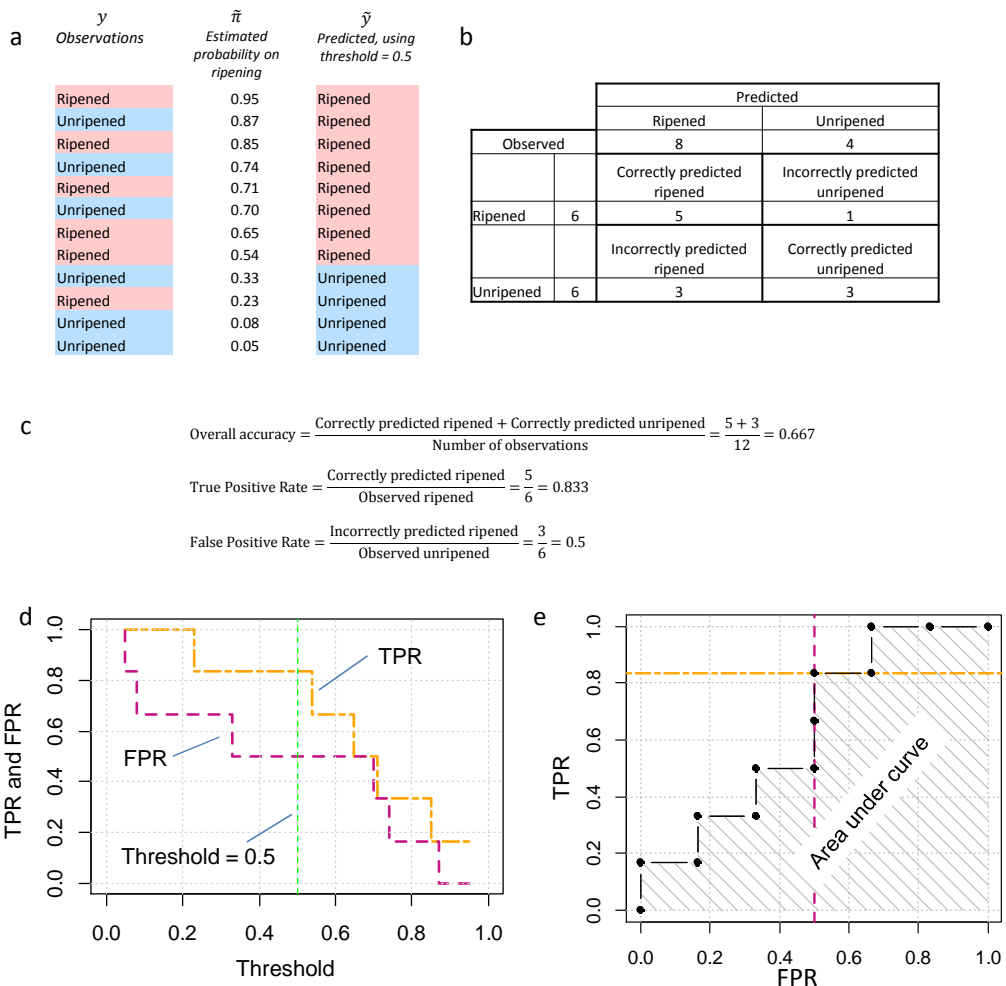 a
y
Observations
π̃
Estimated
probability on
ripening
ỹ
Predicted, using
threshold = 0.5
Ripened 0.95 Ripened
Unripened 0.87 Ripened
Ripened 0.85 Ripened
Unripened 0.74 Ripened
Ripened 0.71 Ripened
Unripened 0.70 Ripened
Ripened 0.65 Ripened
Ripened 0.54 Ripened
Unripened 0.33 Unripened
Ripened 0.23 Unripened
Unripened 0.08 Unripened
Unripened 0.05 Unripened
b
Predicted
Ripened Unripened
Observed 8 4
Correctly predicted
ripened
Incorrectly predicted
unripened
Ripened 6 5 1
Incorrectly predicted
ripened
Correctly predicted
unripened
Unripened 6 3 3
c
Overall accuracy = Correctly predicted ripened + Correctly predicted unripened / Number of observations = 5 + 3 / 12 = 0.667
True Positive Rate = Correctly predicted ripened / Observed ripened = 5 / 6 = 0.833
False Positive Rate = Incorrectly predicted ripened / Observed unripened = 3 / 6 = 0.5
d
TPR and FPR
1.0
0.8
0.6
0.4
0.2
0.0
TPR
FPR
Threshold = 0.5
0.0 0.2 0.4 0.6 0.8 1.0
Threshold
e
TPR
1.0
0.8
0.6
0.4
0.2
0.0
Area under curve
0.0 0.2 0.4 0.6 0.8 1.0
FPR